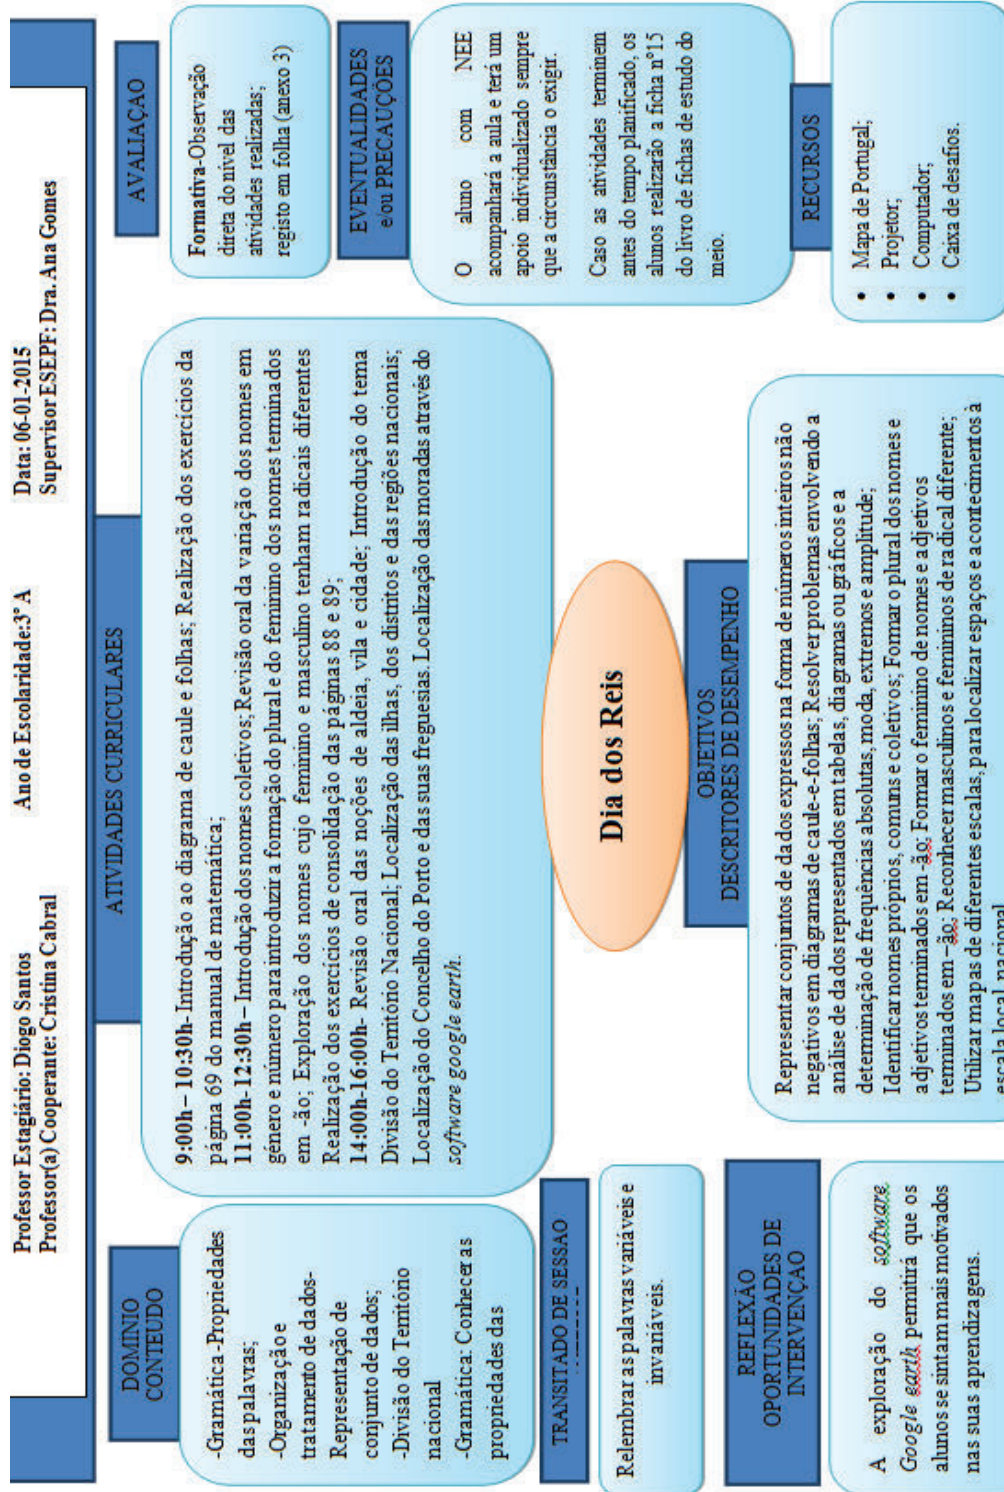 Professor Estagiário: Diogo Santos
Ano de Escolaridade:3º A
Data: 06-01-2015
Professor(a) Cooperante: Cristina Cabral
Supervisor ESEPF: Dra. Ana Gomes
DOMINIO
CONTEUDO
-Gramática -Propriedades
das palavras;
-Organização e
tratamento de dados-
Representação de
conjunto de dados;
-Divisão do Território
nacional
-Gramática: Conhecer as
propriedades das
ATIVIDADES CURRICULARES
9:00h – 10:30h- Introdução ao diagrama de caule e folhas; Realização dos exercícios da
página 69 do manual de matemática;
11:00h- 12:30h – Introdução dos nomes coletivos; Revisão oral da variação dos nomes em
género e número para introduzir a formação do plural e do feminino dos nomes terminados
em -ão; Exploração dos nomes cujo feminino e masculino tenham radicais diferentes
Realização dos exercícios de consolidação das páginas 88 e 89;
14:00h-16:00h- Revisão oral das noções de aldeia, vila e cidade; Introdução do tema
Divisão do Território Nacional; Localização das ilhas, dos distritos e das regiões nacionais;
Localização do Concelho do Porto e das suas freguesias. Localização das moradas através do
software google earth.
AVALIAÇAO
Formativa-Observação
direta do nível das
atividades realizadas;
registo em folha (anexo 3)
EVENTUALIDADES
e/ou PRECAUÇÕES
O aluno com NEE
acompanhará a aula e terá um
apoio individualizado sempre
que a circunstância o exigir.
Caso as atividades terminem
antes do tempo planificado, os
alunos realizarão a ficha nº15
do livro de fichas de estudo do
meio.
TRANSITADO DE SESSAO
Relembrar as palavras variáveis e
invariáveis.
Dia dos Reis
REFLEXÃO
OPORTUNIDADES DE
INTERVENÇAO
A exploração do software
Google earth permitirá que os
alunos se sintam mais motivados
nas suas aprendizagens.
OBJETIVOS
DESCRITORES DE DESEMPENHO
Representar conjuntos de dados expressos na forma de números inteiros não
negativos em diagramas de caule-e-folhas; Resolver problemas envolvendo a
análise de dados representados em tabelas, diagramas ou gráficos e a
determinação de frequências absolutas, moda, extremos e amplitude;
Identificar nomes próprios, comuns e coletivos; Formar o plural dos nomes e
adjetivos terminados em -ão; Formar o feminino de nomes e adjetivos
terminados em –ão; Reconhecer masculinos e femininos de radical diferente;
Utilizar mapas de diferentes escalas, para localizar espaços e acontecimentos à
escala local, nacional
RECURSOS
• Mapa de Portugal;
• Projetor;
• Computador;
• Caixa de desafios.